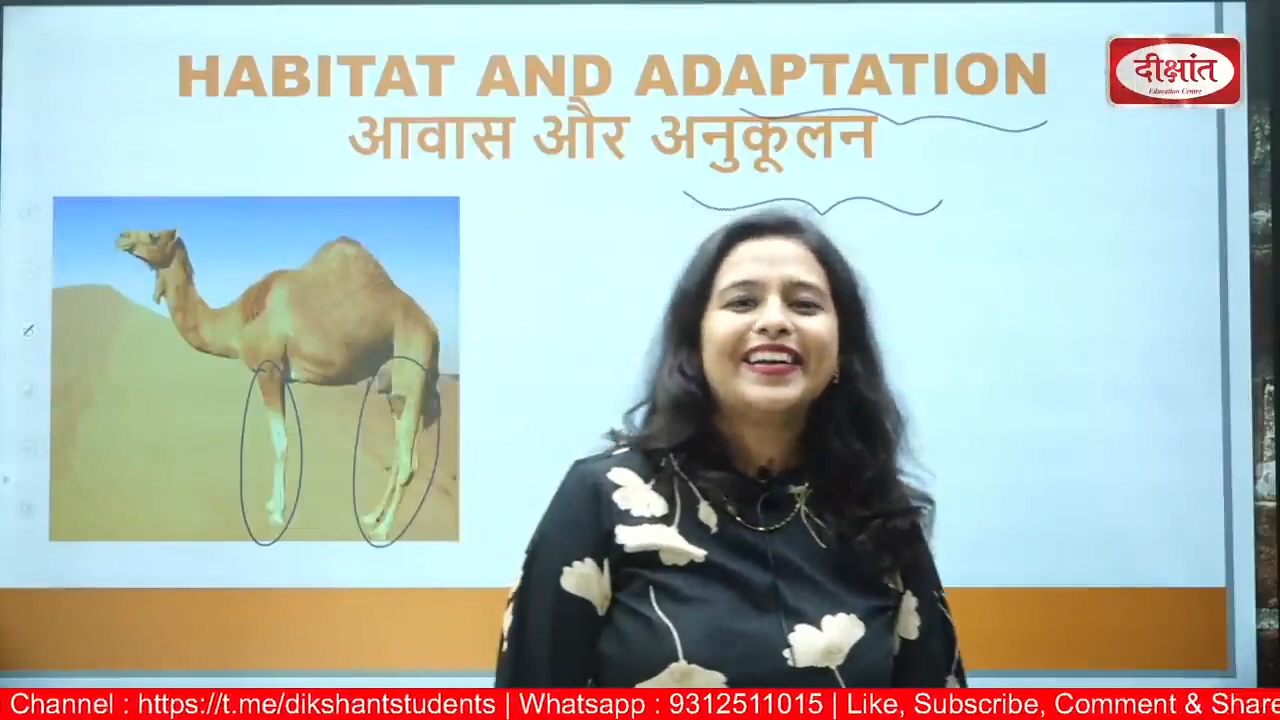 HABITAT AND ADAPTATION
आवास और अनुकूलन
दीक्षांत
Education Centre
Channel : https://t.me/dikshantstudents | Whatsapp : 9312511015 | Like, Subscribe, Comment & Share